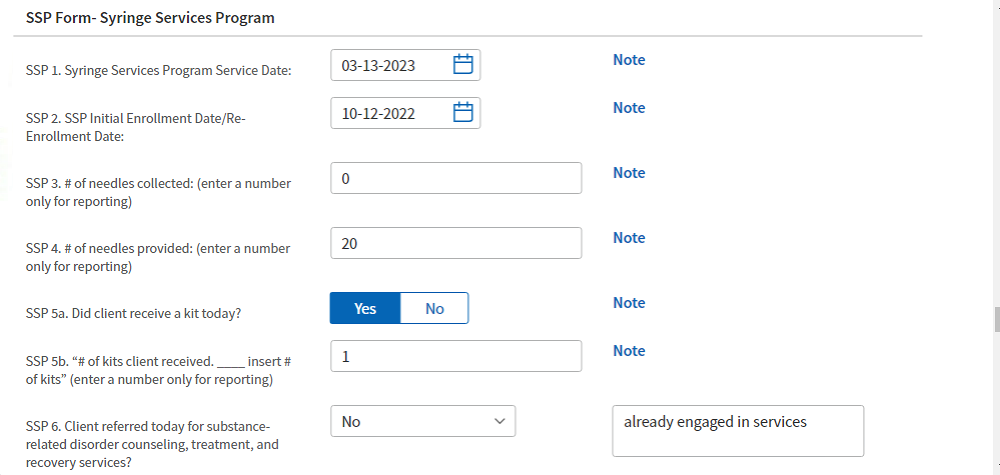 SSP Form- Syringe Services Program
SSP 1. Syringe Services Program Service Date:
03-13-2023
Note
SSP 2. SSP Initial Enrollment Date/Re-
Enrollment Date:
10-12-2022
Note
SSP 3. # of needles collected: (enter a number
only for reporting)
0
Note
SSP 4. # of needles provided: (enter a number
only for reporting)
20
Note
SSP 5a. Did client receive a kit today?
Yes
No
Note
SSP 5b. “# of kits client received. ____ insert #
of kits” (enter a number only for reporting)
1
Note
SSP 6. Client referred today for substance-
related disorder counseling, treatment, and
recovery services?
No
already engaged in services